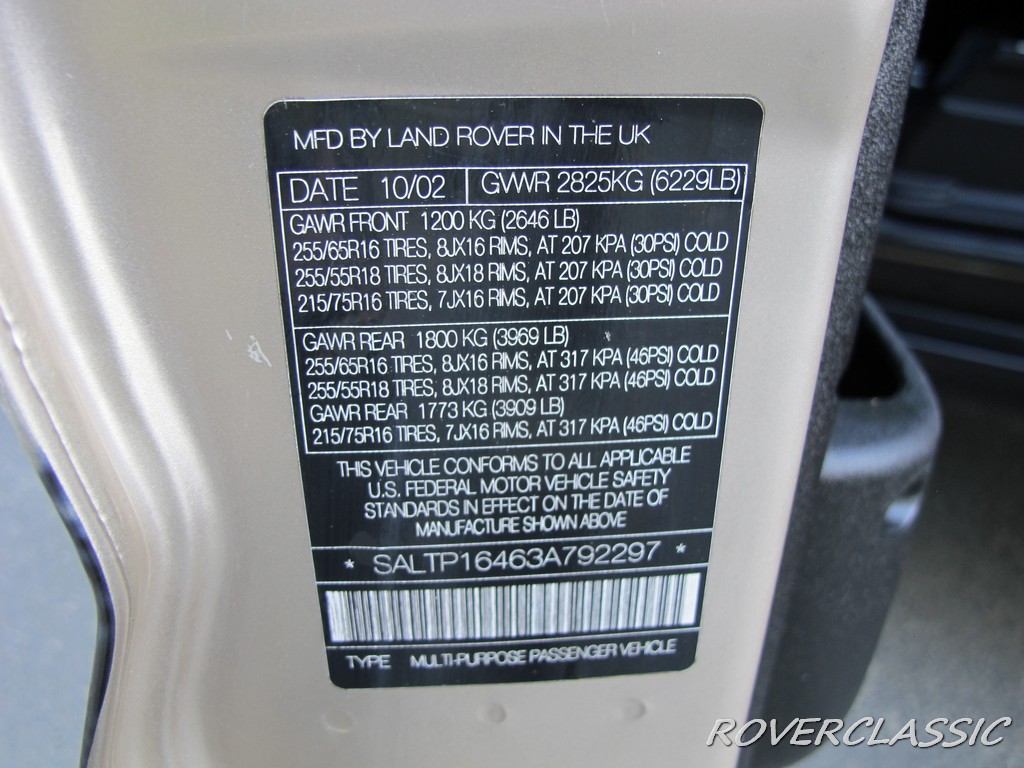 MFD BY LAND ROVER IN THE UK
DATE 10/02 GVWR 2825KG (6229LB)
GAWR FRONT 1200 KG (2646 LB)
255/65R16 TIRES, 8JX16 RIMS, AT 207 KPA (30PSI) COLD
255/55R18 TIRES, 8JX18 RIMS, AT 207 KPA (30PSI) COLD
215/75R16 TIRES, 7JX16 RIMS, AT 207 KPA (30PSI) COLD
GAWR REAR 1800 KG (3969 LB)
255/65R16 TIRES, 8JX16 RIMS, AT 317 KPA (46PSI) COLD
255/55R18 TIRES, 8JX18 RIMS, AT 317 KPA (46PSI) COLD
GAWR REAR 1773 KG (3909 LB)
215/75R16 TIRES, 7JX16 RIMS, AT 317 KPA (46PSI) COLD
THIS VEHICLE CONFORMS TO ALL APPLICABLE
U.S. FEDERAL MOTOR VEHICLE SAFETY
STANDARDS IN EFFECT ON THE DATE OF
MANUFACTURE SHOWN ABOVE
* SALTP16463A792297 *
TYPE MULTI-PURPOSE PASSENGER VEHICLE
ROVERCLASSIC